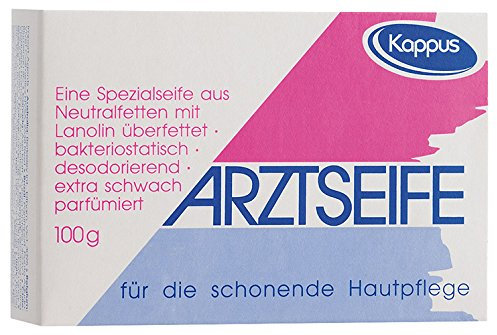 Kappus
Eine Spezialseife aus
Neutralfetten mit
Lanolin überfettet ·
bakteriostatisch ·
desodorierend ·
extra schwach
parfümiert
100g
ARZTSEIFE
für die schonende Hautpflege